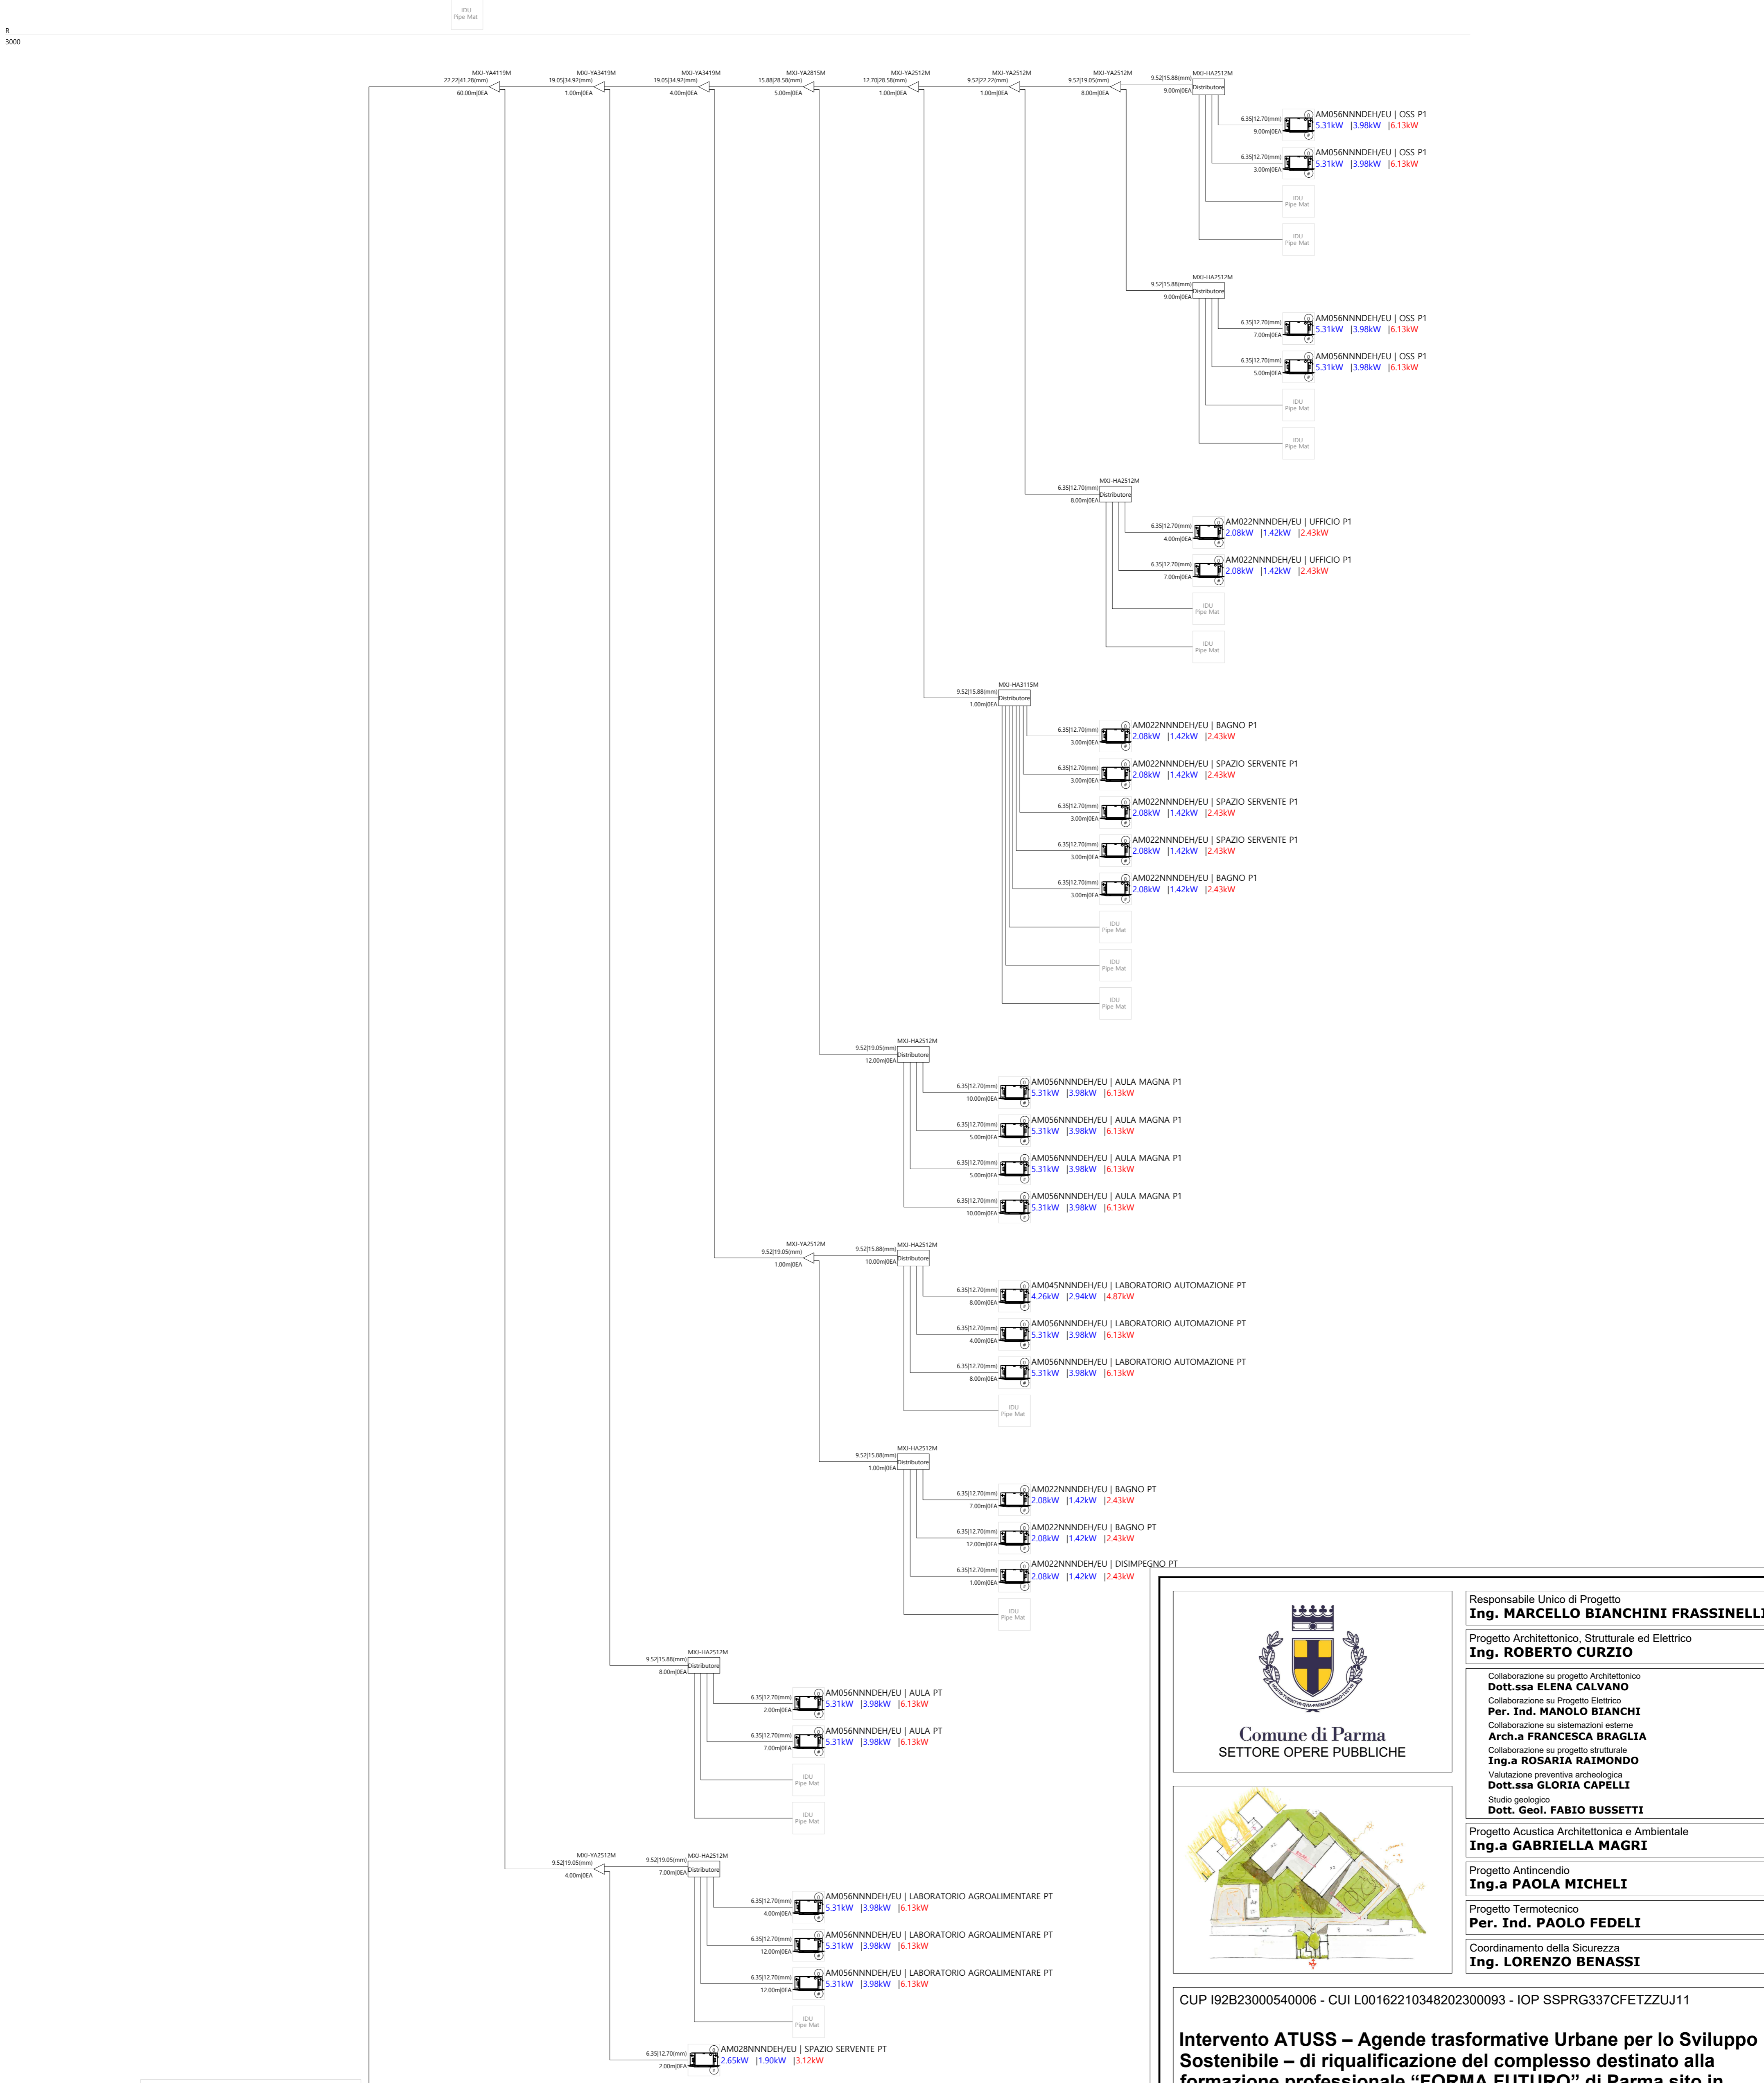 IDU
Pipe Mat
R
3000
MXJ-YA4119M
22.22|41.28(mm)
60.00m|0EA
MXJ-YA3419M
19.05|34.92(mm)
1.00m|0EA
MXJ-YA3419M
19.05|34.92(mm)
4.00m|0EA
MXJ-YA2815M
15.88|28.58(mm)
5.00m|0EA
MXJ-YA2512M
12.70|28.58(mm)
1.00m|0EA
MXJ-YA2512M
9.52|22.22(mm)
1.00m|0EA
MXJ-YA2512M
9.52|19.05(mm)
8.00m|0EA
MXJ-HA2512M
9.52|15.88(mm)
9.00m|0EA
Distributore
6.35|12.70(mm)
9.00m|0EA
AM056NNNDEH/EU | OSS P1
5.31kW |3.98kW |6.13kW
6.35|12.70(mm)
3.00m|0EA
AM056NNNDEH/EU | OSS P1
5.31kW |3.98kW |6.13kW
IDU
Pipe Mat
IDU
Pipe Mat
MXJ-HA2512M
9.52|15.88(mm)
9.00m|0EA
Distributore
6.35|12.70(mm)
7.00m|0EA
AM056NNNDEH/EU | OSS P1
5.31kW |3.98kW |6.13kW
6.35|12.70(mm)
5.00m|0EA
AM056NNNDEH/EU | OSS P1
5.31kW |3.98kW |6.13kW
IDU
Pipe Mat
IDU
Pipe Mat
MXJ-HA2512M
6.35|12.70(mm)
8.00m|0EA
Distributore
6.35|12.70(mm)
4.00m|0EA
AM022NNNDEH/EU | UFFICIO P1
2.08kW |1.42kW |2.43kW
6.35|12.70(mm)
7.00m|0EA
AM022NNNDEH/EU | UFFICIO P1
2.08kW |1.42kW |2.43kW
IDU
Pipe Mat
IDU
Pipe Mat
MXJ-HA3115M
9.52|15.88(mm)
1.00m|0EA
Distributore
6.35|12.70(mm)
3.00m|0EA
AM022NNNDEH/EU | BAGNO P1
2.08kW |1.42kW |2.43kW
6.35|12.70(mm)
3.00m|0EA
AM022NNNDEH/EU | SPAZIO SERVENTE P1
2.08kW |1.42kW |2.43kW
6.35|12.70(mm)
3.00m|0EA
AM022NNNDEH/EU | SPAZIO SERVENTE P1
2.08kW |1.42kW |2.43kW
6.35|12.70(mm)
3.00m|0EA
AM022NNNDEH/EU | SPAZIO SERVENTE P1
2.08kW |1.42kW |2.43kW
6.35|12.70(mm)
3.00m|0EA
AM022NNNDEH/EU | BAGNO P1
2.08kW |1.42kW |2.43kW
IDU
Pipe Mat
IDU
Pipe Mat
IDU
Pipe Mat
MXJ-HA2512M
9.52|19.05(mm)
12.00m|0EA
Distributore
6.35|12.70(mm)
10.00m|0EA
AM056NNNDEH/EU | AULA MAGNA P1
5.31kW |3.98kW |6.13kW
6.35|12.70(mm)
5.00m|0EA
AM056NNNDEH/EU | AULA MAGNA P1
5.31kW |3.98kW |6.13kW
6.35|12.70(mm)
5.00m|0EA
AM056NNNDEH/EU | AULA MAGNA P1
5.31kW |3.98kW |6.13kW
6.35|12.70(mm)
10.00m|0EA
AM056NNNDEH/EU | AULA MAGNA P1
5.31kW |3.98kW |6.13kW
MXJ-YA2512M
9.52|19.05(mm)
1.00m|0EA
MXJ-HA2512M
9.52|15.88(mm)
10.00m|0EA
Distributore
6.35|12.70(mm)
8.00m|0EA
AM045NNNDEH/EU | LABORATORIO AUTOMAZIONE PT
4.26kW |2.94kW |4.87kW
6.35|12.70(mm)
4.00m|0EA
AM056NNNDEH/EU | LABORATORIO AUTOMAZIONE PT
5.31kW |3.98kW |6.13kW
6.35|12.70(mm)
8.00m|0EA
AM056NNNDEH/EU | LABORATORIO AUTOMAZIONE PT
5.31kW |3.98kW |6.13kW
IDU
Pipe Mat
MXJ-HA2512M
9.52|15.88(mm)
1.00m|0EA
Distributore
6.35|12.70(mm)
7.00m|0EA
AM022NNNDEH/EU | BAGNO PT
2.08kW |1.42kW |2.43kW
6.35|12.70(mm)
12.00m|0EA
AM022NNNDEH/EU | BAGNO PT
2.08kW |1.42kW |2.43kW
6.35|12.70(mm)
1.00m|0EA
AM022NNNDEH/EU | DISIMPEGNO PT
2.08kW |1.42kW |2.43kW
IDU
Pipe Mat
MXJ-HA2512M
9.52|15.88(mm)
8.00m|0EA
Distributore
6.35|12.70(mm)
2.00m|0EA
AM056NNNDEH/EU | AULA PT
5.31kW |3.98kW |6.13kW
6.35|12.70(mm)
7.00m|0EA
AM056NNNDEH/EU | AULA PT
5.31kW |3.98kW |6.13kW
IDU
Pipe Mat
IDU
Pipe Mat
MXJ-YA2512M
9.52|19.05(mm)
4.00m|0EA
MXJ-HA2512M
9.52|19.05(mm)
7.00m|0EA
Distributore
6.35|12.70(mm)
4.00m|0EA
AM056NNNDEH/EU | LABORATORIO AGROALIMENTARE PT
5.31kW |3.98kW |6.13kW
6.35|12.70(mm)
12.00m|0EA
AM056NNNDEH/EU | LABORATORIO AGROALIMENTARE PT
5.31kW |3.98kW |6.13kW
6.35|12.70(mm)
12.00m|0EA
AM056NNNDEH/EU | LABORATORIO AGROALIMENTARE PT
5.31kW |3.98kW |6.13kW
IDU
Pipe Mat
6.35|12.70(mm)
2.00m|0EA
AM028NNNDEH/EU | SPAZIO SERVENTE PT
2.65kW |1.90kW |3.12kW
Comune di Parma
SETTORE OPERE PUBBLICHE
Responsabile Unico di Progetto
Ing. MARCELLO BIANCHINI FRASSINELLI
Progetto Architettonico, Strutturale ed Elettrico
Ing. ROBERTO CURZIO
Collaborazione su progetto Architettonico
Dott.ssa ELENA CALVANO
Collaborazione su Progetto Elettrico
Per. Ind. MANOLO BIANCHI
Collaborazione su sistemazioni esterne
Arch.a FRANCESCA BRAGLIA
Collaborazione su progetto strutturale
Ing.a ROSARIA RAIMONDO
Valutazione preventiva archeologica
Dott.ssa GLORIA CAPELLI
Studio geologico
Dott. Geol. FABIO BUSSETTI
Progetto Acustica Architettonica e Ambientale
Ing.a GABRIELLA MAGRI
Progetto Antincendio
Ing.a PAOLA MICHELI
Progetto Termotecnico
Per. Ind. PAOLO FEDELI
Coordinamento della Sicurezza
Ing. LORENZO BENASSI
CUP I92B23000540006 - CUI L00162210348202300093 - IOP SSPRG337CFETZZUJ11
Intervento ATUSS – Agende trasformative Urbane per lo Sviluppo
Sostenibile – di riqualificazione del complesso destinato alla
formazione professionale “FORMA FUTURO” di Parma sito in